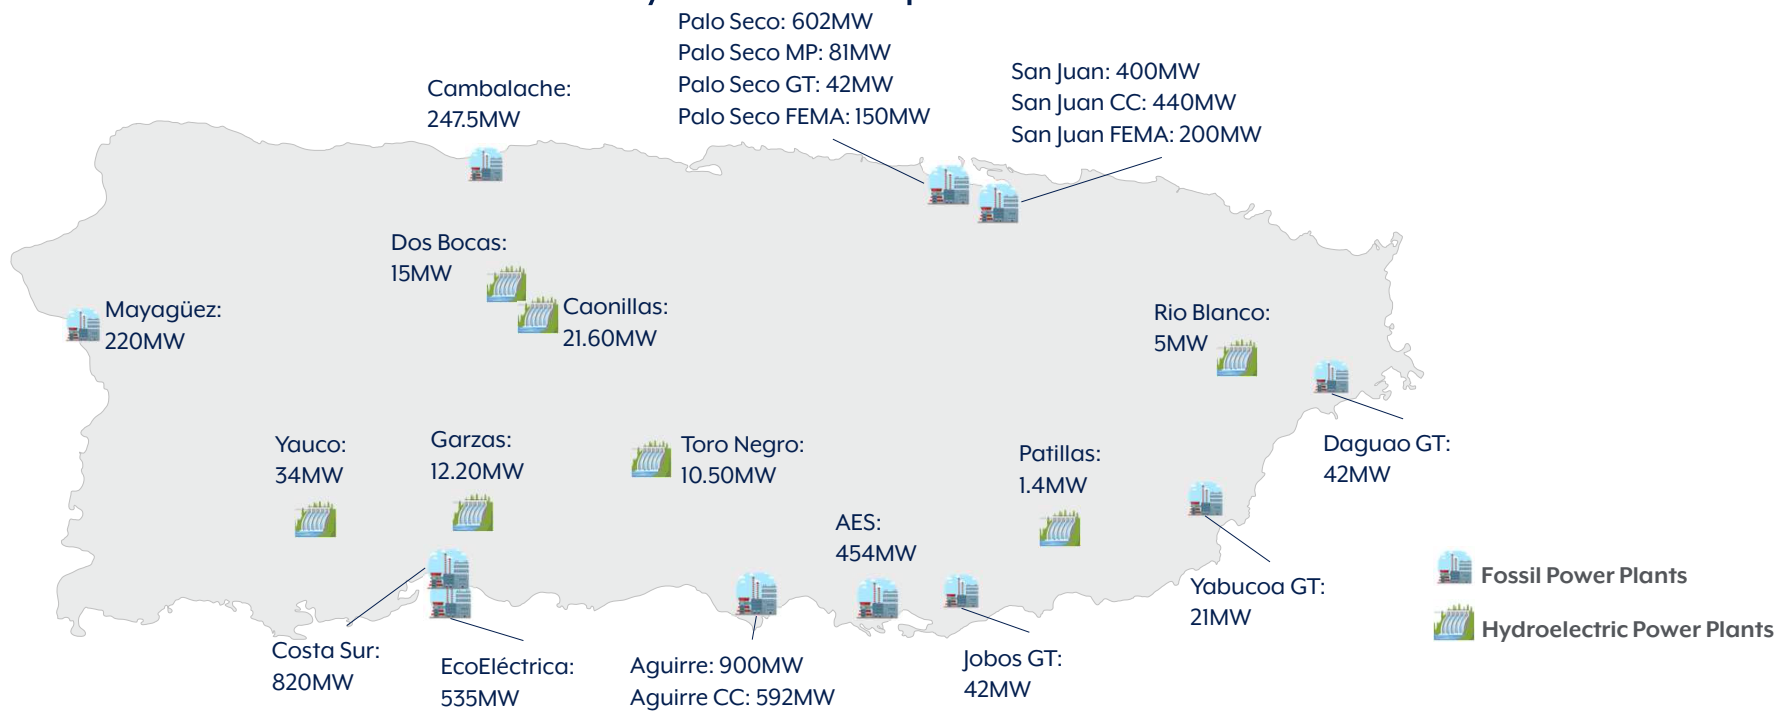 Palo Seco: 602MW
Palo Seco MP: 81MW
Palo Seco GT: 42MW
Palo Seco FEMA: 150MW
San Juan: 400MW
San Juan CC: 440MW
San Juan FEMA: 200MW
Cambalache:
247.5MW
Dos Bocas:
15MW
Caonillas:
21.60MW
Mayagüez:
220MW
Rio Blanco:
5MW
Daguao GT:
42MW
Yauco:
34MW
Garzas:
12.20MW
Toro Negro:
10.50MW
Patillas:
1.4MW
AES:
454MW
Yabucoa GT:
21MW
Costa Sur:
820MW
EcoEléctrica:
535MW
Aguirre: 900MW
Aguirre CC: 592MW
Jobos GT:
42MW
Fossil Power Plants
Hydroelectric Power Plants